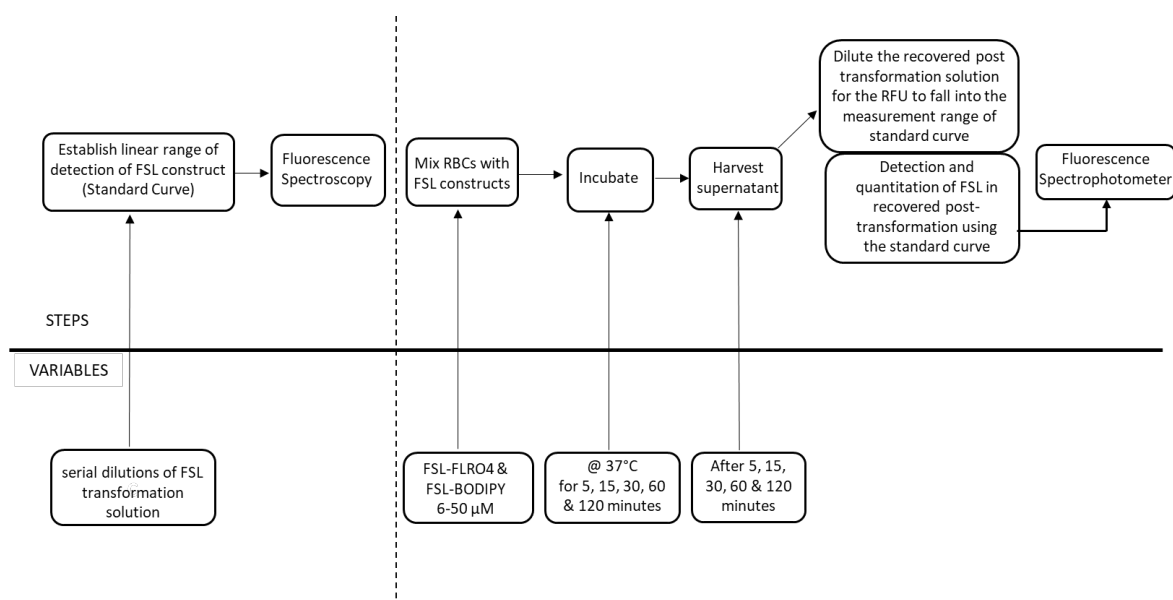 Establish linear range of
detection of FSL construct
(Standard Curve)
Fluorescence
Spectroscopy
Mix RBCs with
FSL constructs
Incubate
Harvest
supernatant
Dilute the recovered post
transformation solution
for the RFU to fall into the
measurement range of
standard curve
Detection and
quantitation of FSL in
recovered post-
transformation using
the standard curve
Fluorescence
Spectrophotometer
STEPS
VARIABLES
serial dilutions of FSL
transformation
solution
FSL-FLRO4 &
FSL-BODIPY
6-50 µM
@ 37°C
for 5, 15, 30, 60
& 120 minutes
After 5, 15,
30, 60 & 120
minutes